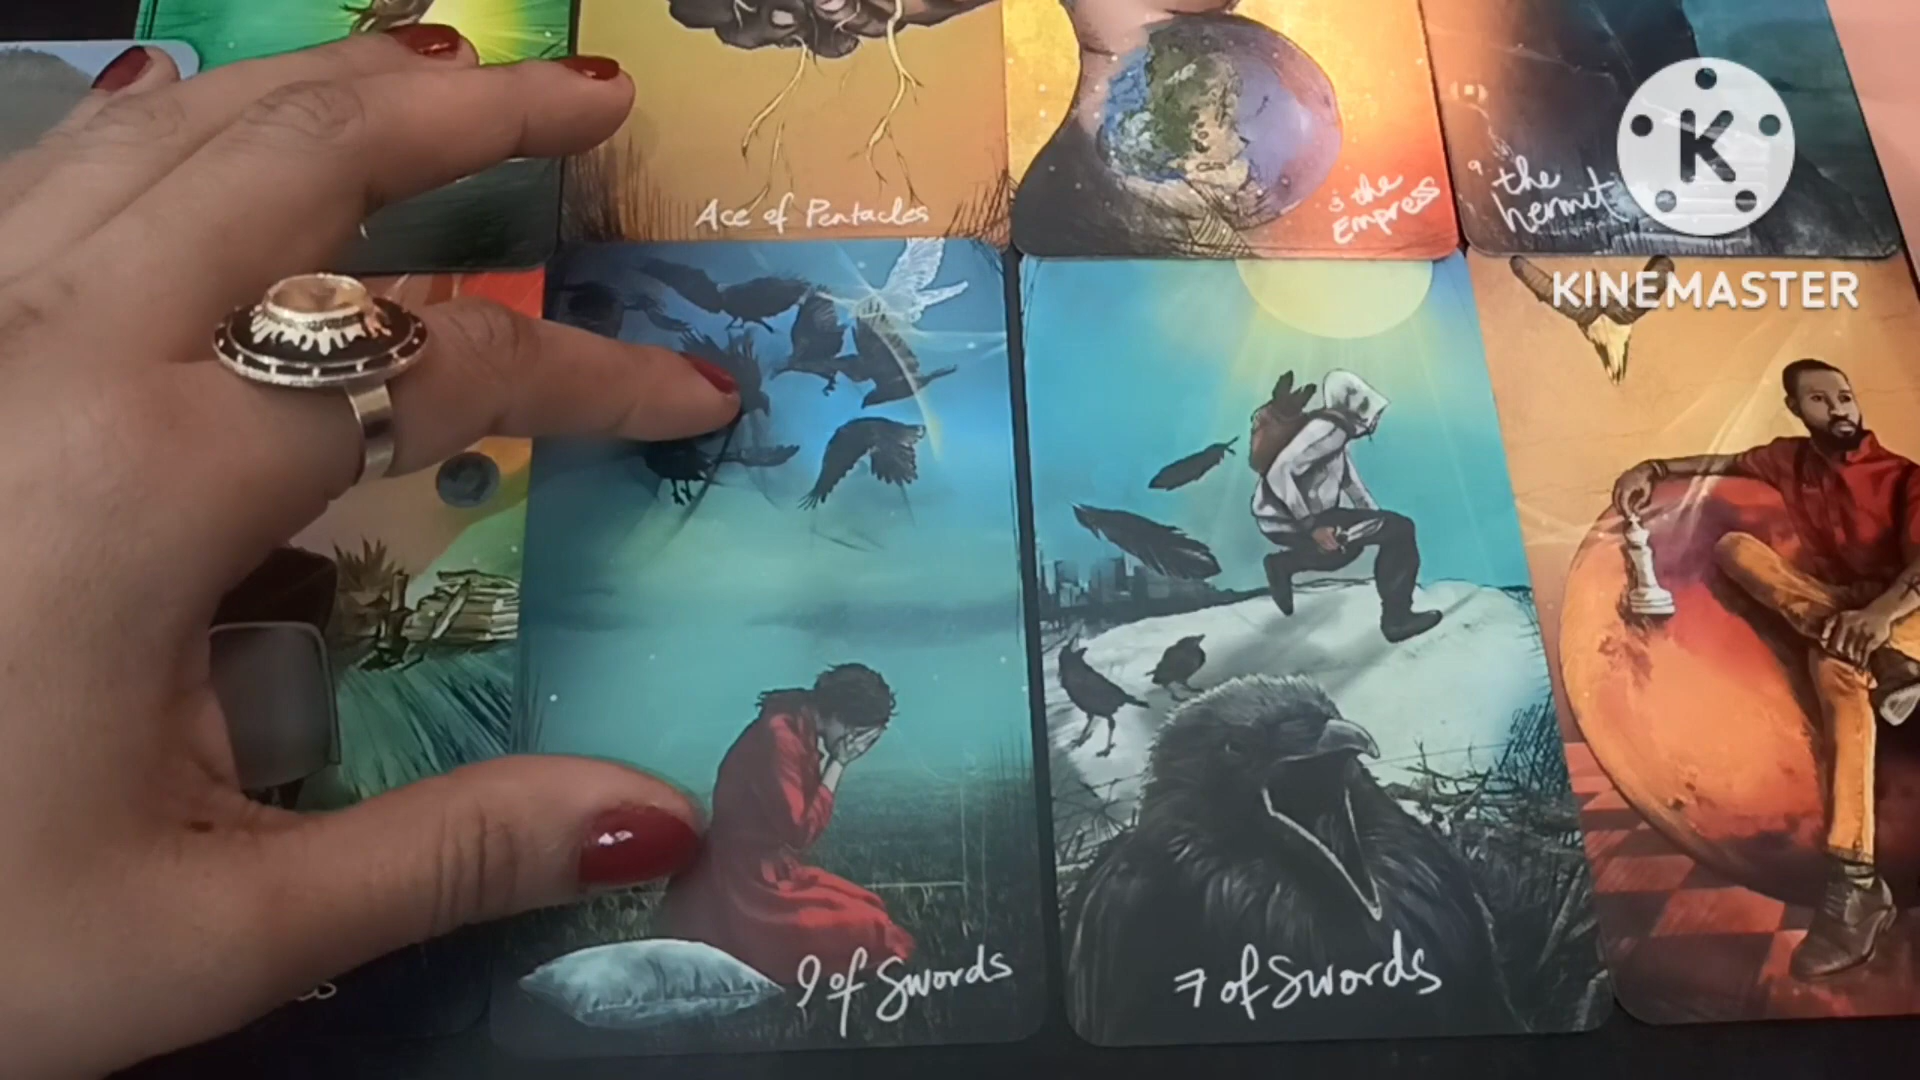 Ace of Pentacles
3 the
Empress
9 the
hermit
K
KINEMASTER
9 of Swords
7 of Swords